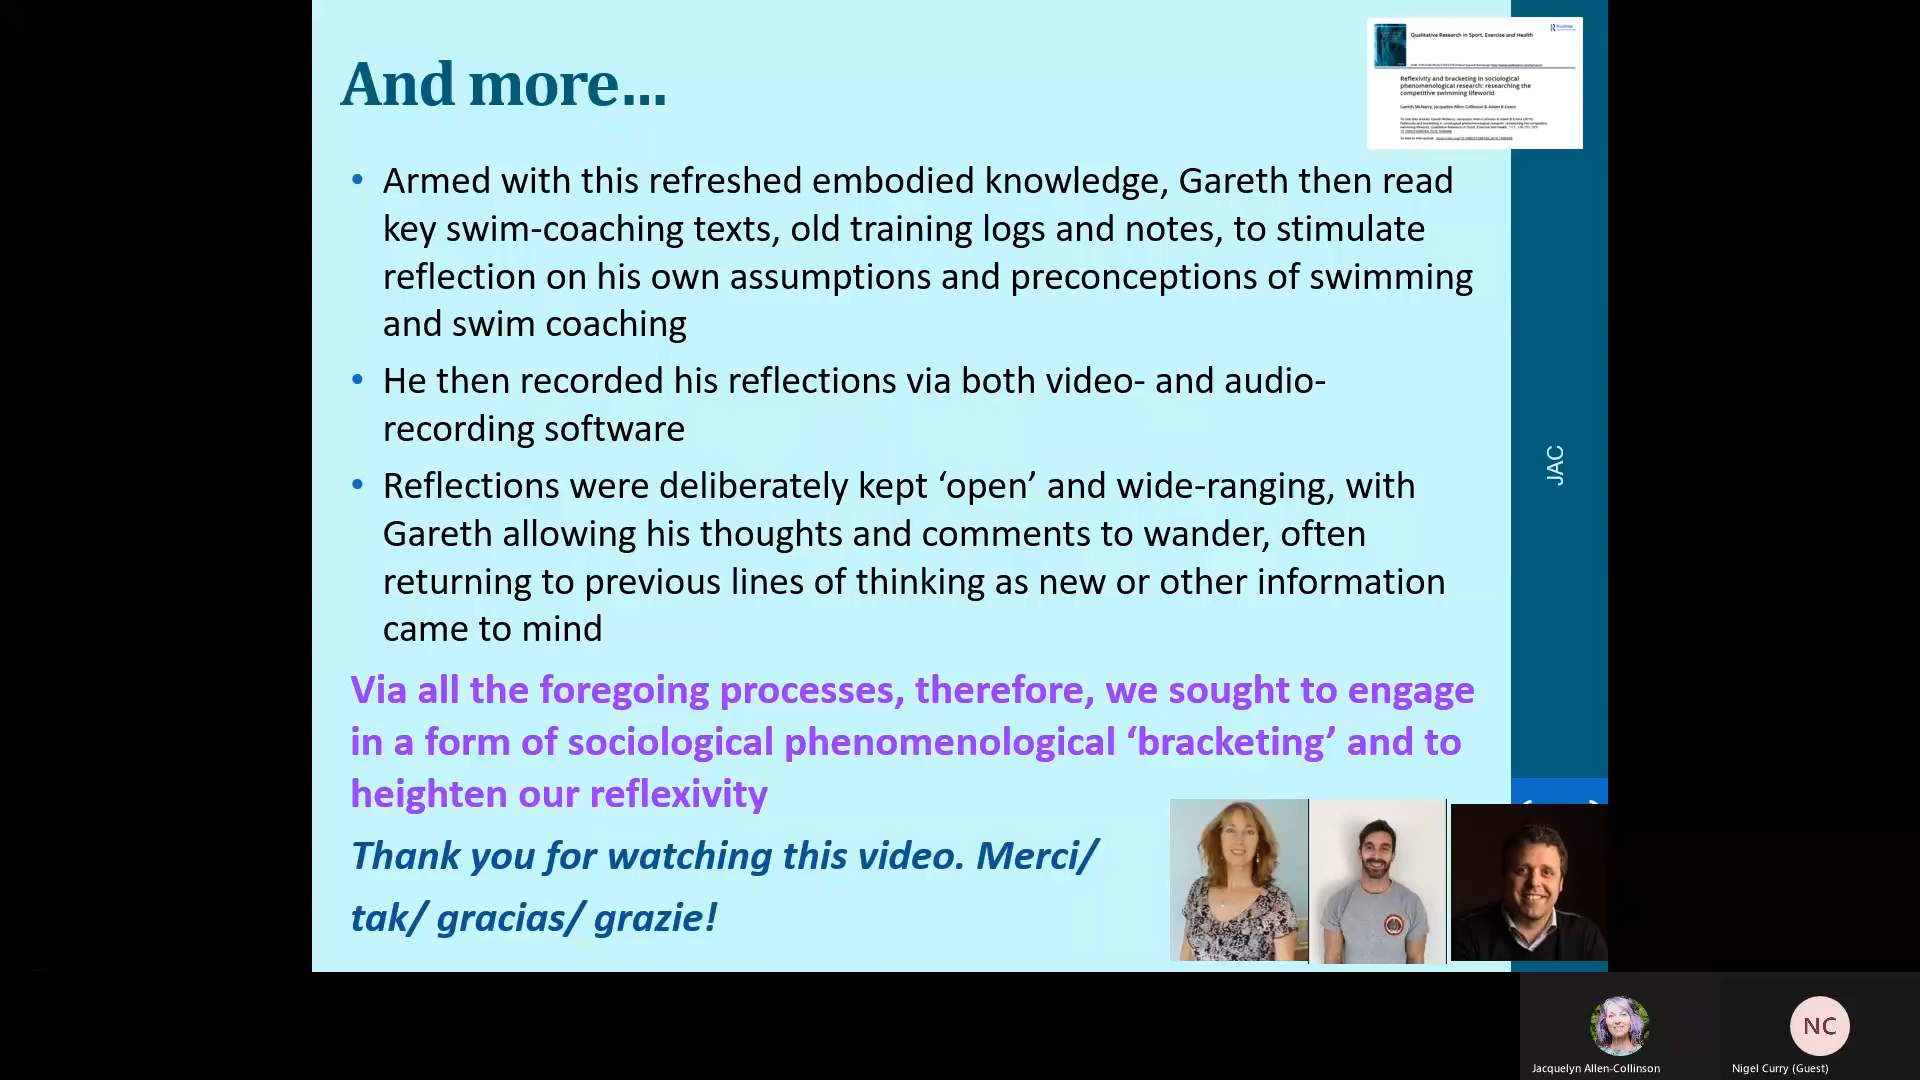 And more...
Qualitative Research in Sport, Exercise and Health
Reflexivity and bracketing in sociological
phenomenological research: researching the
competitive swimming lifeworld
Gareth McNarry, Jacquelyn Allen-Collinson & Adam B Evans
• Armed with this refreshed embodied knowledge, Gareth then read
key swim-coaching texts, old training logs and notes, to stimulate
reflection on his own assumptions and preconceptions of swimming
and swim coaching
• He then recorded his reflections via both video- and audio-
recording software
• Reflections were deliberately kept ‘open’ and wide-ranging, with
Gareth allowing his thoughts and comments to wander, often
returning to previous lines of thinking as new or other information
came to mind
Via all the foregoing processes, therefore, we sought to engage
in a form of sociological phenomenological ‘bracketing’ and to
heighten our reflexivity
Thank you for watching this video. Merci/
tak/ gracias/ grazie!
JAC
NC
Jacquelyn Allen-Collinson
Nigel Curry (Guest)